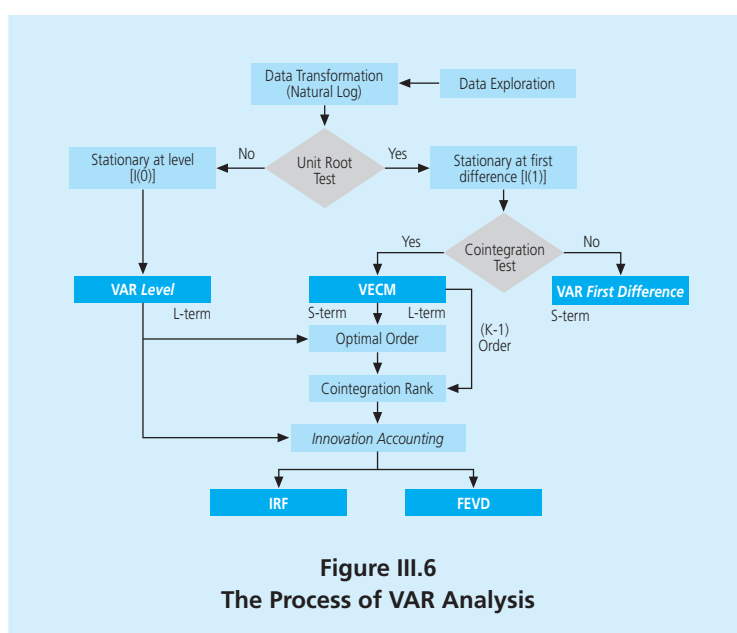 Data Transformation
(Natural Log)
Data Exploration
No
Unit Root
Test
Yes
Stationary at level
[I(0)]
Stationary at first
difference [I(1)]
Yes
Cointegration
Test
No
VAR Level
L-term
VECM
S-term
L-term
VAR First Difference
S-term
(K-1)
Order
Optimal Order
Cointegration Rank
Innovation Accounting
IRF
FEVD
Figure III.6
The Process of VAR Analysis